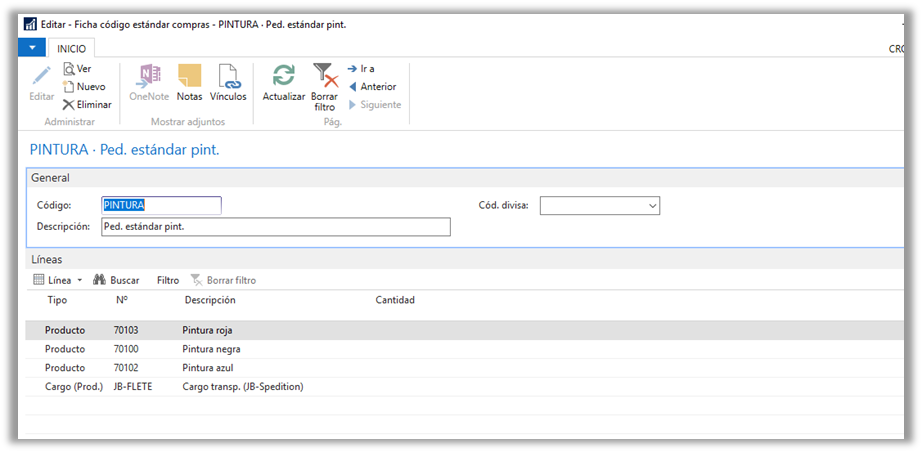 Editar - Ficha código estándar compras - PINTURA · Ped. estándar pint.
INICIO
CRO
Editar
Ver
Nuevo
Eliminar
Administrar
OneNote
Notas
Vínculos
Mostrar adjuntos
Actualizar
Borrar filtro
Ir a
Anterior
Siguiente
Pág.
PINTURA · Ped. estándar pint.
General
Código: PINTURA Cód. divisa:
Descripción: Ped. estándar pint.
Líneas
Línea Buscar Filtro Borrar filtro
Tipo Nº Descripción Cantidad
Producto 70103 Pintura roja
Producto 70100 Pintura negra
Producto 70102 Pintura azul
Cargo (Prod.) JB-FLETE Cargo transp. (JB-Spedition)